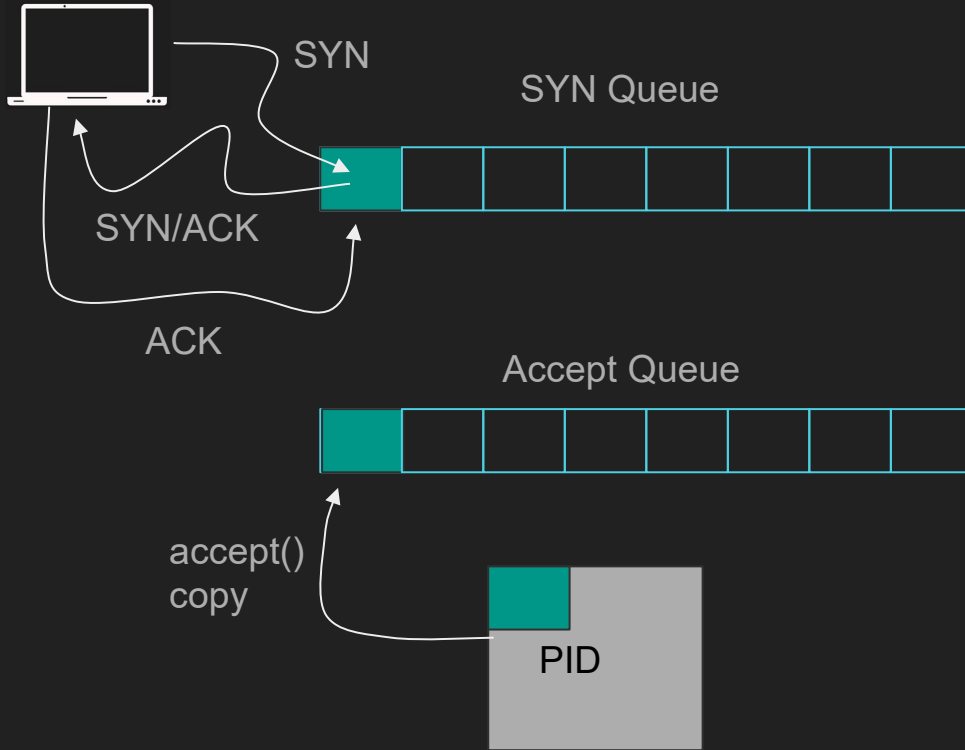 SYN
SYN Queue
SYN/ACK
ACK
Accept Queue
accept()
copy
PID